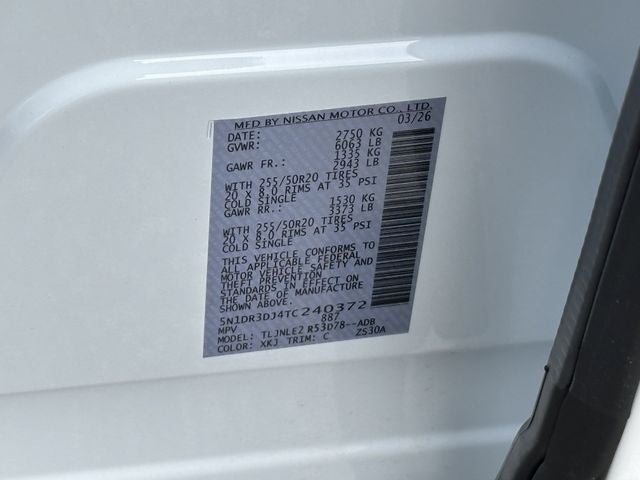 MFD BY NISSAN MOTOR CO., LTD.
DATE: 03/26
GVWR: 2750 KG
6063 LB
GAWR FR.: 1335 KG
2943 LB
WITH 255/50R20 TIRES
20 X 8.0 RIMS AT 35 PSI
COLD SINGLE
GAWR RR.: 1530 KG
3373 LB
WITH 255/50R20 TIRES
20 X 8.0 RIMS AT 35 PSI
COLD SINGLE
THIS VEHICLE CONFORMS TO
ALL APPLICABLE FEDERAL
MOTOR VEHICLE SAFETY AND
THEFT PREVENTION
STANDARDS IN EFFECT ON
THE DATE OF MANUFACTURE
SHOWN ABOVE.
5N1DR3DJ4TC240372
MPV 887
MODEL: TLJNLE2 R53D78--ADB
COLOR: XKJ TRIM: C ZS30A